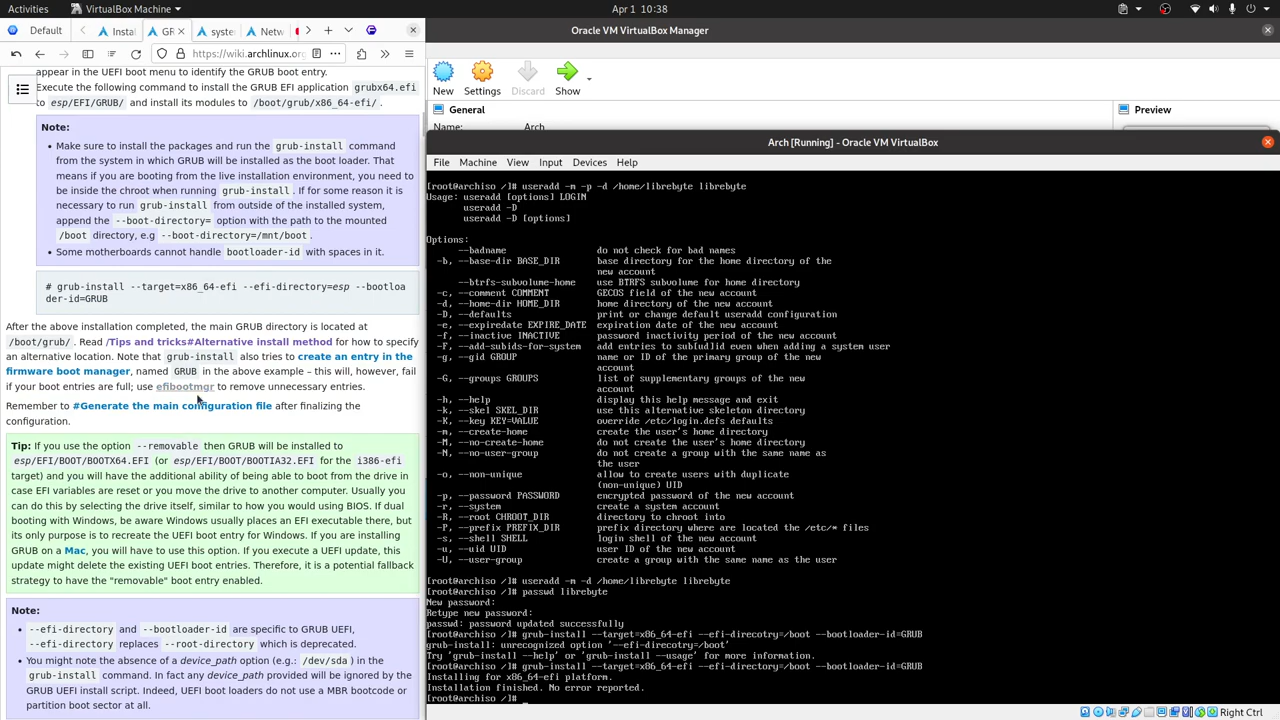 Activities
VirtualBox Machine
Apr 1 10:38
Default
Instal
GR
syste
Netw
https://wiki.archlinux.org
appear in the UEFI boot menu to identify the GRUB boot entry.
Execute the following command to install the GRUB EFI application grubx64.efi
to esp/EFI/GRUB/ and install its modules to /boot/grub/x86_64-efi/.
Note:
• Make sure to install the packages and run the grub-install command
from the system in which GRUB will be installed as the boot loader. That
means if you are booting from the live installation environment, you need to
be inside the chroot when running grub-install. If for some reason it is
necessary to run grub-install from outside of the installed system,
append the --boot-directory= option with the path to the mounted
/boot directory, e.g --boot-directory=/mnt/boot.
• Some motherboards cannot handle bootloader-id with spaces in it.
# grub-install --target=x86_64-efi --efi-directory=esp --bootloa
der-id=GRUB
After the above installation completed, the main GRUB directory is located at
/boot/grub/. Read /Tips and tricks#Alternative install method for how to specify
an alternative location. Note that grub-install also tries to create an entry in the
firmware boot manager, named GRUB in the above example – this will, however, fail
if your boot entries are full; use efibootmgr to remove unnecessary entries.
Remember to #Generate the main configuration file after finalizing the
configuration.
Tip: If you use the option --removable then GRUB will be installed to
esp/EFI/BOOT/BOOTX64.EFI (or esp/EFI/BOOT/BOOTIA32.EFI for the i386-efi
target) and you will have the additional ability of being able to boot from the drive in
case EFI variables are reset or you move the drive to another computer. Usually you
can do this by selecting the drive itself, similar to how you would using BIOS. If dual
booting with Windows, be aware Windows usually places an EFI executable there, but
its only purpose is to recreate the UEFI boot entry for Windows. If you are installing
GRUB on a Mac, you will have to use this option. If you execute a UEFI update, this
update might delete the existing UEFI boot entries. Therefore, it is a potential fallback
strategy to have the "removable" boot entry enabled.
Note:
• --efi-directory and --bootloader-id are specific to GRUB UEFI,
--efi-directory replaces --root-directory which is deprecated.
• You might note the absence of a device_path option (e.g.: /dev/sda) in the
grub-install command. In fact any device_path provided will be ignored by the
GRUB UEFI install script. Indeed, UEFI boot loaders do not use a MBR bootcode or
partition boot sector at all.
Oracle VM VirtualBox Manager
New
Settings
Discard
Show
General
Name: Arch
Preview
Arch [Running] - Oracle VM VirtualBox
File Machine View Input Devices Help
[root@archiso /]# useradd -m -p -d /home/librebyte librebyte
Usage: useradd [options] LOGIN
useradd -D
useradd -D [options]
Options:
--badname do not check for bad names
-b, --base-dir BASE_DIR base directory for the home directory of the
new account
--btrfs-subvolume-home use BTRFS subvolume for home directory
-c, --comment COMMENT GECOS field of the new account
-d, --home-dir HOME_DIR home directory of the new account
-D, --defaults print or change default useradd configuration
-e, --expiredate EXPIRE_DATE expiration date of the new account
-f, --inactive INACTIVE password inactivity period of the new account
-F, --add-subids-for-system add entries to sub[ud]id even when adding a system user
-g, --gid GROUP name or ID of the primary group of the new
account
-G, --groups GROUPS list of supplementary groups of the new
account
-h, --help display this help message and exit
-k, --skel SKEL_DIR use this alternative skeleton directory
-K, --key KEY=VALUE override /etc/login.defs defaults
-m, --create-home create the user's home directory
-M, --no-create-home do not create the user's home directory
-N, --no-user-group do not create a group with the same name as
the user
-o, --non-unique allow to create users with duplicate
(non-unique) UID
-p, --password PASSWORD encrypted password of the new account
-r, --system create a system account
-R, --root CHROOT_DIR directory to chroot into
-P, --prefix PREFIX_DIR prefix directory where are located the /etc/* files
-s, --shell SHELL login shell of the new account
-u, --uid UID user ID of the new account
-U, --user-group create a group with the same name as the user
[root@archiso /]# useradd -m -d /home/librebyte librebyte
[root@archiso /]# passwd librebyte
New password:
Retype new password:
passwd: password updated successfully
[root@archiso /]# grub-install --target=x86_64-efi --efi-direcotry=/boot --bootloader-id=GRUB
grub-install: unrecognized option '--efi-direcotry=/boot'
Try 'grub-install --help' or 'grub-install --usage' for more information.
[root@archiso /]# grub-install --target=x86_64-efi --efi-directory=/boot --bootloader-id=GRUB
Installing for x86_64-efi platform.
Installation finished. No error reported.
[root@archiso /]# _
Right Ctrl